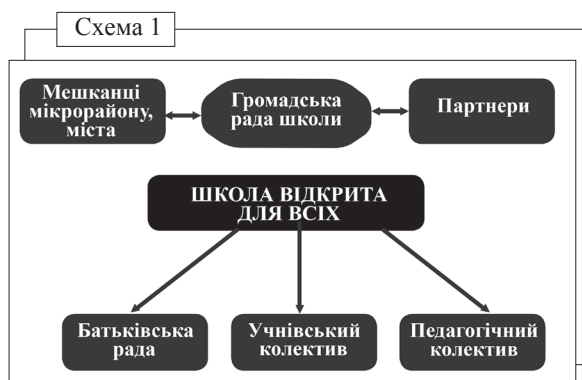 Схема 1
Мешканці
мікрорайону,
міста
Громадська
рада школи
Партнери
ШКОЛА ВІДКРИТА
ДЛЯ ВСІХ
Батьківська
рада
Учнівський
колектив
Педагогічний
колектив